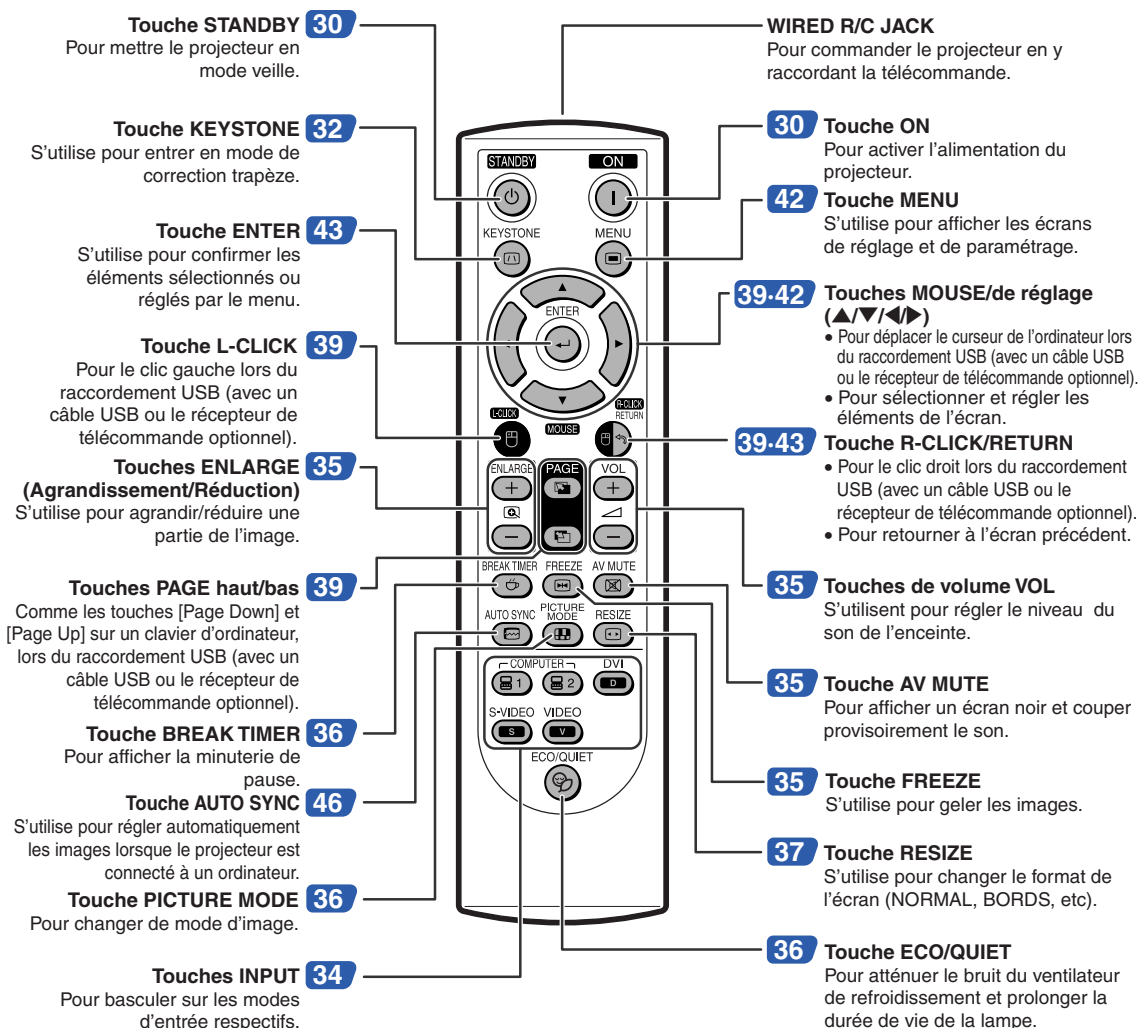 Touche STANDBY 30
Pour mettre le projecteur en
mode veille.
Touche KEYSTONE 32
S'utilise pour entrer en mode de
correction trapèze.
Touche ENTER 43
S'utilise pour confirmer les
éléments sélectionnés ou
réglés par le menu.
Touche L-CLICK 39
Pour le clic gauche lors du
raccordement USB (avec un
câble USB ou le récepteur de
télécommande optionnel).
Touches ENLARGE 35
(Agrandissement/Réduction)
S'utilise pour agrandir/réduire une
partie de l'image.
Touches PAGE haut/bas 39
Comme les touches [Page Down] et
[Page Up] sur un clavier d'ordinateur,
lors du raccordement USB (avec un
câble USB ou le récepteur de
télécommande optionnel).
Touche BREAK TIMER 36
Pour afficher la minuterie de
pause.
Touche AUTO SYNC 46
S'utilise pour régler automatiquement
les images lorsque le projecteur est
connecté à un ordinateur.
Touche PICTURE MODE 36
Pour changer de mode d'image.
Touches INPUT 34
Pour basculer sur les modes
d'entrée respectifs.
STANDBY ON
KEYSTONE MENU
ENTER
L-CLICK MOUSE R-CLICK
RETURN
ENLARGE PAGE VOL
BREAK TIMER FREEZE AV MUTE
AUTO SYNC PICTURE MODE RESIZE
COMPUTER DVI
1 2 D
S-VIDEO VIDEO
S V
ECO/QUIET
WIRED R/C JACK
Pour commander le projecteur en y
raccordant la télécommande.
30 Touche ON
Pour activer l'alimentation du
projecteur.
42 Touche MENU
S'utilise pour afficher les écrans
de réglage et de paramétrage.
39·42 Touches MOUSE/de réglage
(▲/▼/◀/▶)
• Pour déplacer le curseur de l'ordinateur lors
du raccordement USB (avec un câble USB
ou le récepteur de télécommande optionnel).
• Pour sélectionner et régler les
éléments de l'écran.
39·43 Touche R-CLICK/RETURN
• Pour le clic droit lors du raccordement
USB (avec un câble USB ou le
récepteur de télécommande optionnel).
• Pour retourner à l'écran précédent.
35 Touches de volume VOL
S'utilisent pour régler le niveau du
son de l'enceinte.
35 Touche AV MUTE
Pour afficher un écran noir et couper
provisoirement le son.
35 Touche FREEZE
S'utilise pour geler les images.
37 Touche RESIZE
S'utilise pour changer le format de
l'écran (NORMAL, BORDS, etc).
36 Touche ECO/QUIET
Pour atténuer le bruit du ventilateur
de refroidissement et prolonger la
durée de vie de la lampe.